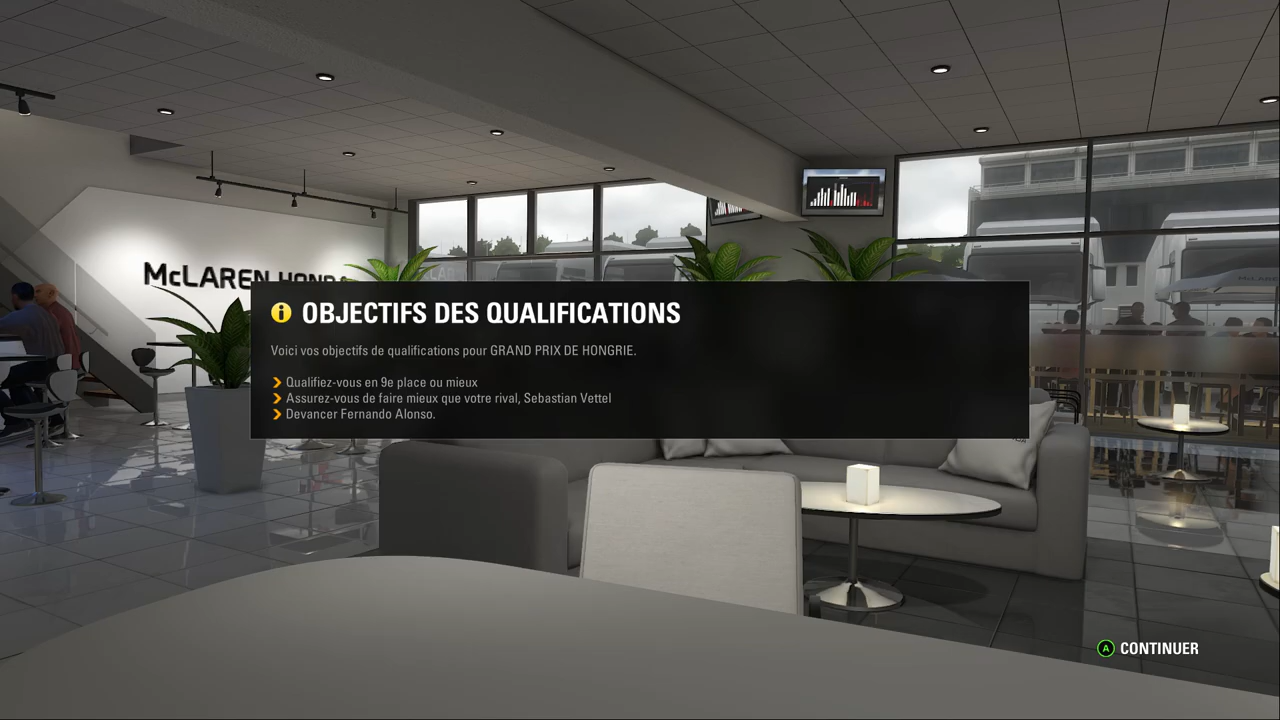 McLAREN HONDA
OBJECTIFS DES QUALIFICATIONS
Voici vos objectifs de qualifications pour GRAND PRIX DE HONGRIE.
Qualifiez-vous en 9e place ou mieux
Assurez-vous de faire mieux que votre rival, Sebastian Vettel
Devancer Fernando Alonso.
A CONTINUER